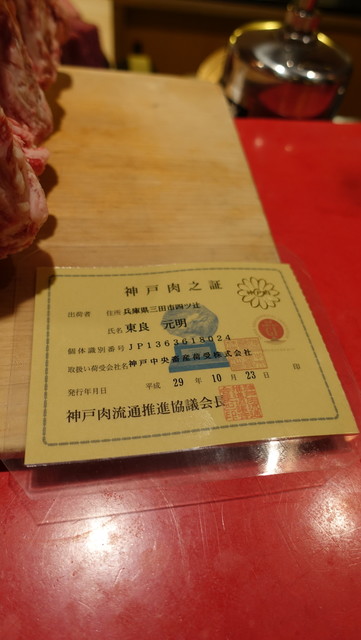 神戸肉之証
出荷者 住所 兵庫県三田市四ツ辻
氏名 東良 元明
個体識別番号 JP1363618024
取扱い荷受会社名 神戸中央畜産荷受株式会社
発行年月日 平成 29 年 10 月 23 日 印
神戸肉流通推進協議会長